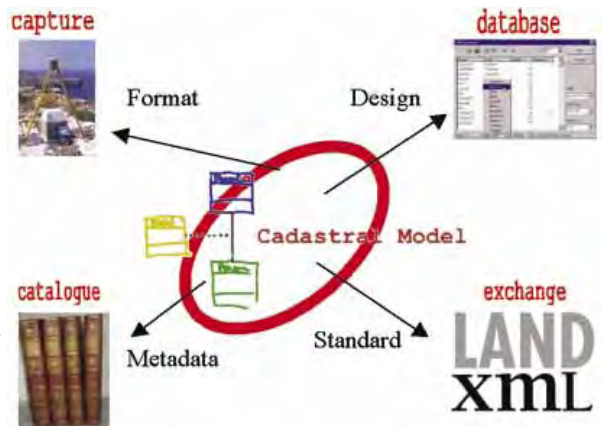 capture
database
Format
Design
Cadastral Model
catalogue
exchange
Metadata
Standard
LAND
xmL